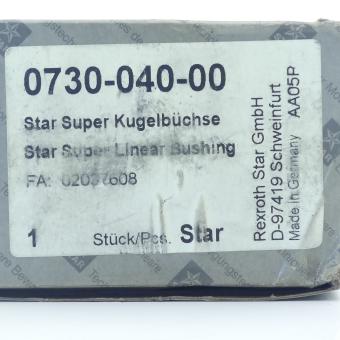 0730-040-00
Star Super Kugelbüchse
Star Super Linear Bushing
FA: 02037608
1 Stück/Pcs. Star
Rexroth Star GmbH
D-97419 Schweinfurt
Made in Germany AA05P